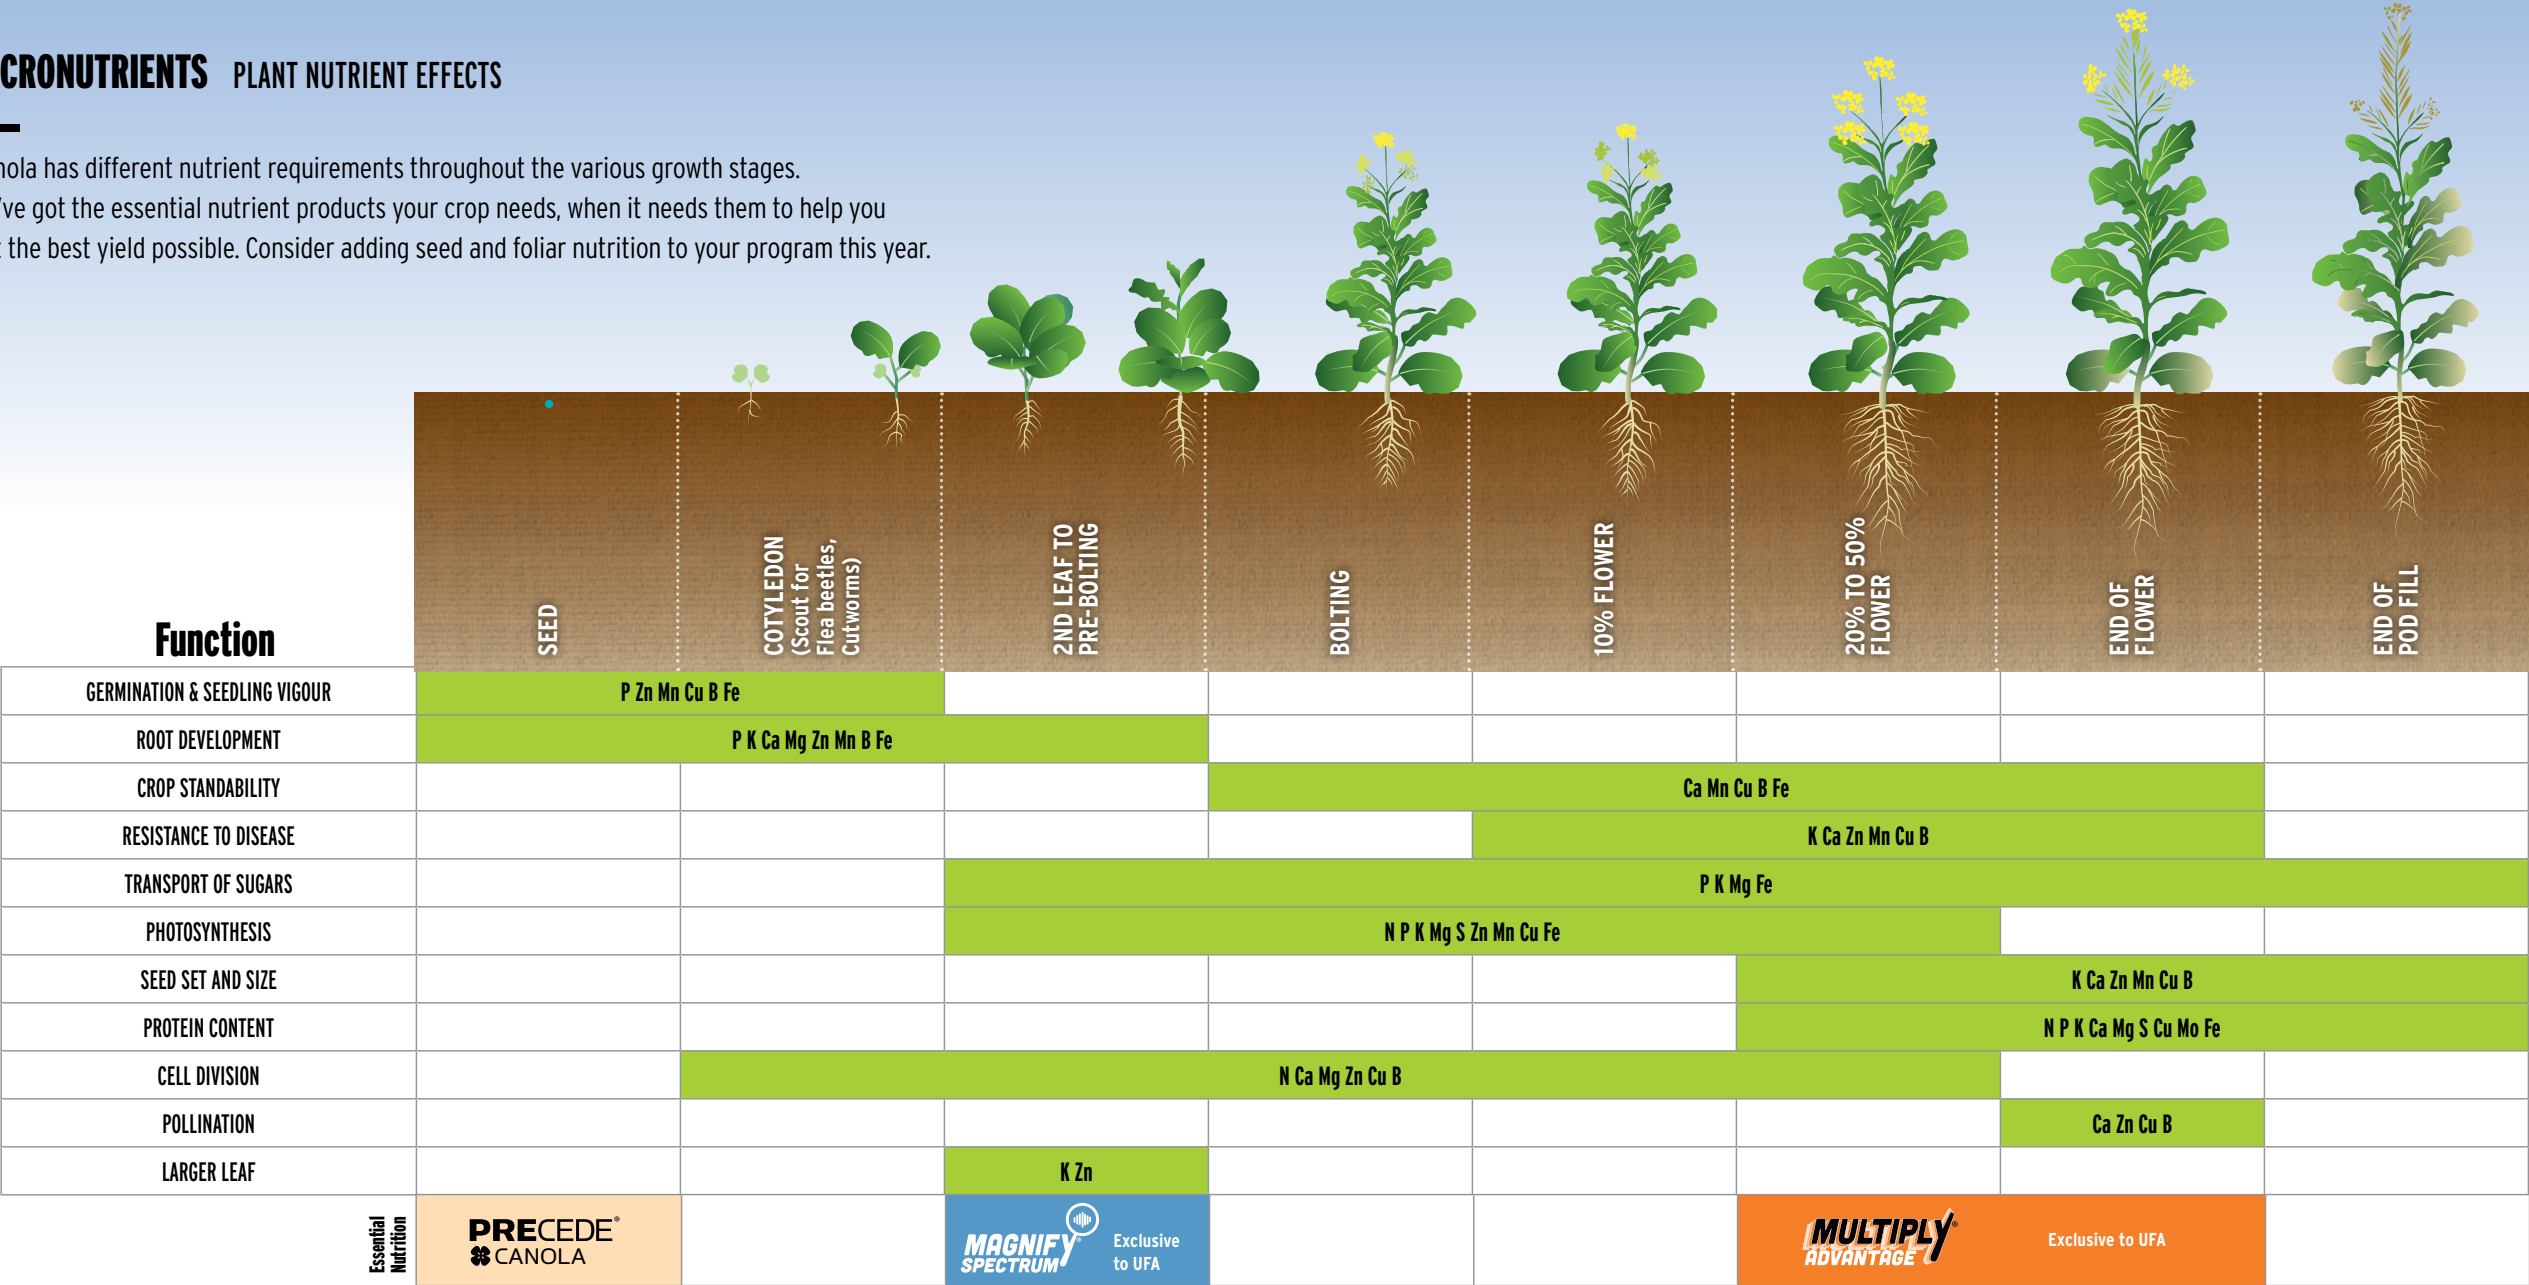 CRONUTRIENTS PLANT NUTRIENT EFFECTS
nola has different nutrient requirements throughout the various growth stages.
've got the essential nutrient products your crop needs, when it needs them to help you
the best yield possible. Consider adding seed and foliar nutrition to your program this year.
Function
SEED
COTYLEDON
(Scout for
Flea beetles,
Cutworms)
2ND LEAF TO
PRE-BOLTING
BOLTING
10% FLOWER
20% TO 50%
FLOWER
END OF
FLOWER
END OF
POD FILL
GERMINATION & SEEDLING VIGOUR P Zn Mn Cu B Fe
ROOT DEVELOPMENT P K Ca Mg Zn Mn B Fe
CROP STANDABILITY Ca Mn Cu B Fe
RESISTANCE TO DISEASE K Ca Zn Mn Cu B
TRANSPORT OF SUGARS P K Mg Fe
PHOTOSYNTHESIS N P K Mg S Zn Mn Cu Fe
SEED SET AND SIZE K Ca Zn Mn Cu B
PROTEIN CONTENT N P K Ca Mg S Cu Mo Fe
CELL DIVISION N Ca Mg Zn Cu B
POLLINATION Ca Zn Cu B
LARGER LEAF K Zn
Essential
Nutrition
PRECEDE®
CANOLA
MAGNIFY®
SPECTRUM
Exclusive
to UFA
MULTIPLY®
ADVANTAGE
Exclusive to UFA